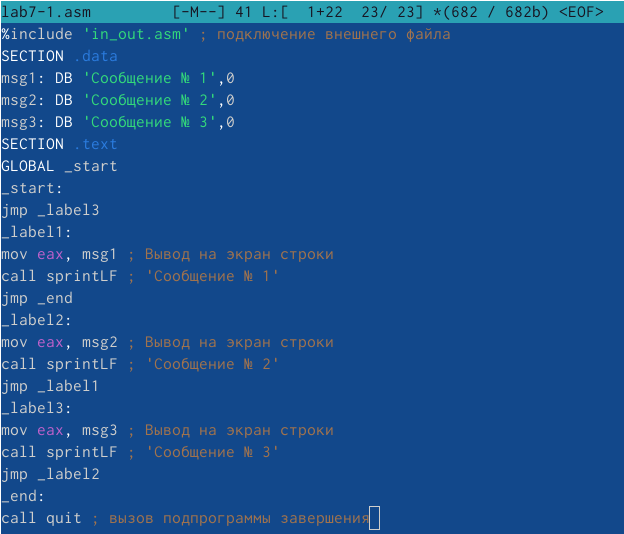 lab7-1.asm [-M--] 41 L:[ 1+22 23/ 23] *(682 / 682b) <EOF>
%include 'in_out.asm' ; подключение внешнего файла
SECTION .data
msg1: DB 'Сообщение № 1',0
msg2: DB 'Сообщение № 2',0
msg3: DB 'Сообщение № 3',0
SECTION .text
GLOBAL _start
_start:
jmp _label3
_label1:
mov eax, msg1 ; Вывод на экран строки
call sprintLF ; 'Сообщение № 1'
jmp _end
_label2:
mov eax, msg2 ; Вывод на экран строки
call sprintLF ; 'Сообщение № 2'
jmp _label1
_label3:
mov eax, msg3 ; Вывод на экран строки
call sprintLF ; 'Сообщение № 3'
jmp _label2
_end:
call quit ; вызов подпрограммы завершения